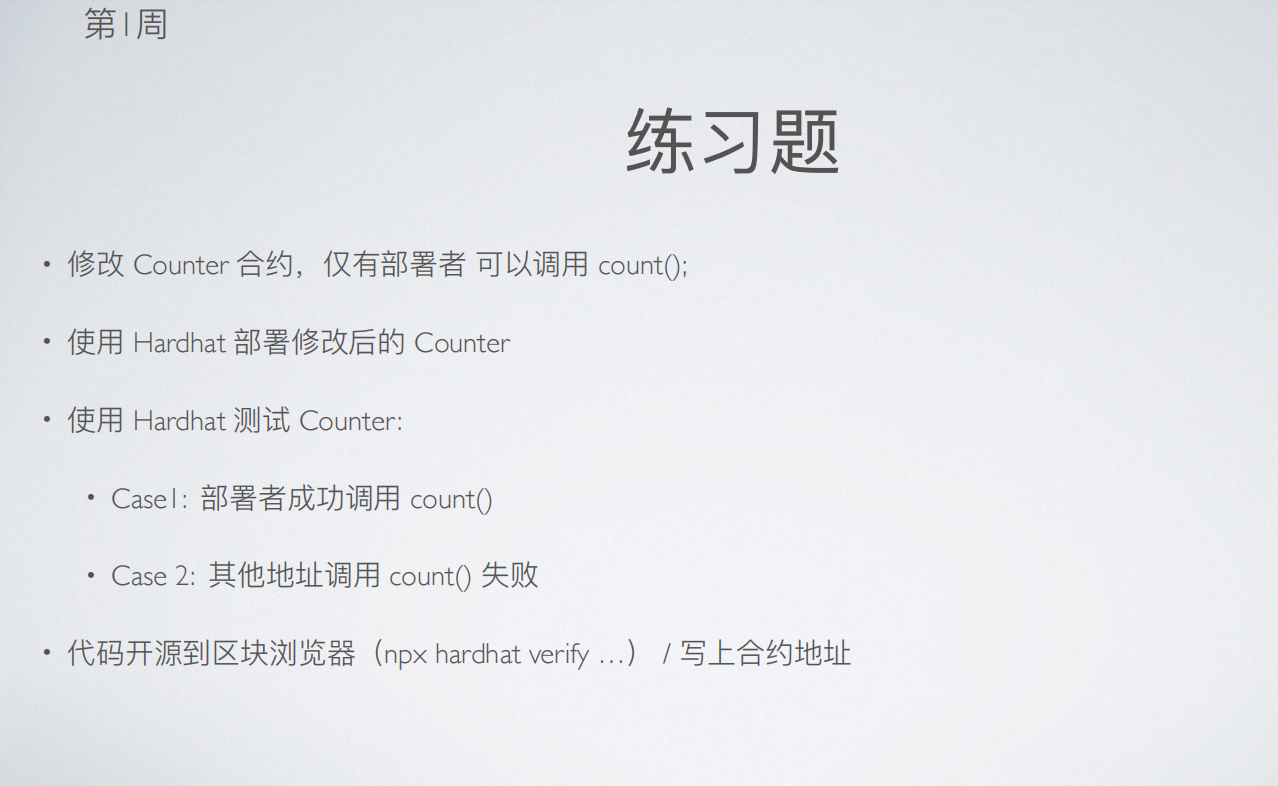 第1周
练习题
• 修改 Counter 合约，仅有部署者 可以调用 count();
• 使用 Hardhat 部署修改后的 Counter
• 使用 Hardhat 测试 Counter:
• Case1: 部署者成功调用 count()
• Case 2: 其他地址调用 count() 失败
• 代码开源到区块浏览器（npx hardhat verify …） / 写上合约地址